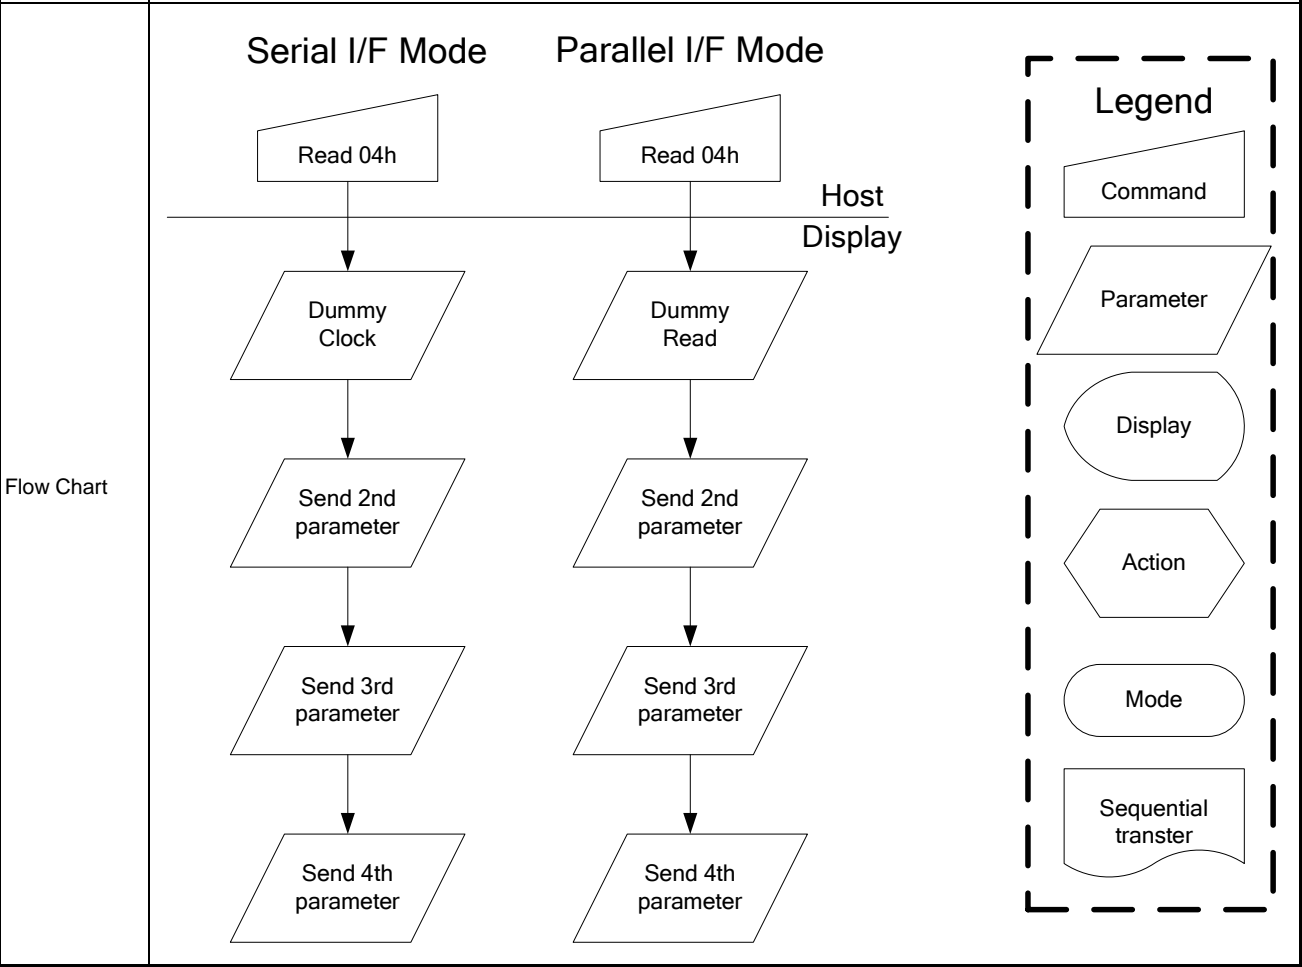 Flow Chart
Serial I/F Mode
Read 04h
Dummy
Clock
Send 2nd
parameter
Send 3rd
parameter
Send 4th
parameter
Parallel I/F Mode
Read 04h
Dummy
Read
Send 2nd
parameter
Send 3rd
parameter
Send 4th
parameter
Host
Display
Legend
Command
Parameter
Display
Action
Mode
Sequential
transter